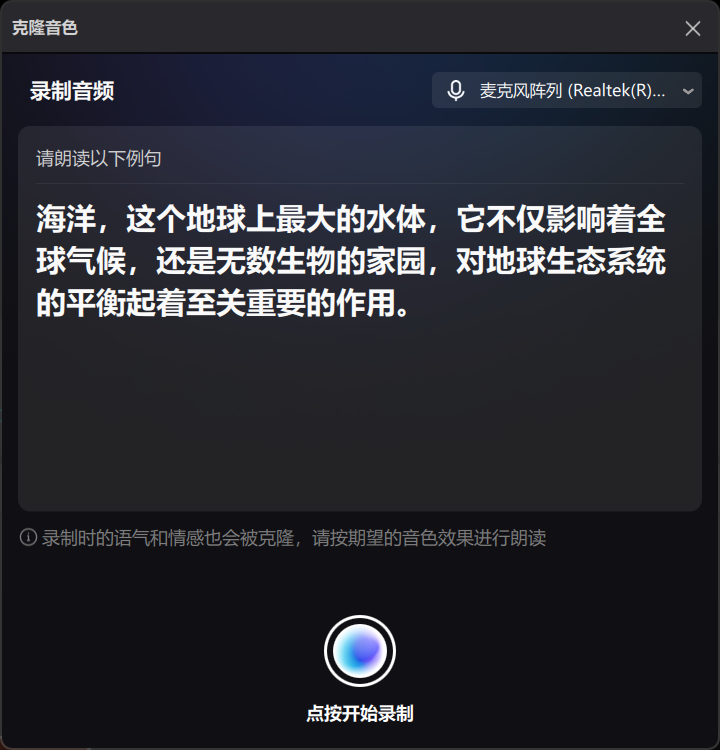 克隆音色
录制音频
麦克风阵列 (Realtek(R)...
请朗读以下例句
海洋，这个地球上最大的水体，它不仅影响着全
球气候，还是无数生物的家园，对地球生态系统
的平衡起着至关重要的作用。
录制时的语气和情感也会被克隆，请按期望的音色效果进行朗读
点按开始录制